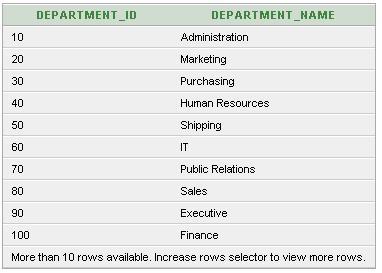 DEPARTMENT_ID DEPARTMENT_NAME
10 Administration
20 Marketing
30 Purchasing
40 Human Resources
50 Shipping
60 IT
70 Public Relations
80 Sales
90 Executive
100 Finance
More than 10 rows available. Increase rows selector to view more rows.